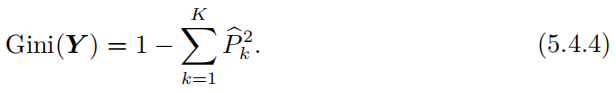 Gini(Y) = 1 − ∑_{k=1}^{K} P̂_k^2. (5.4.4)